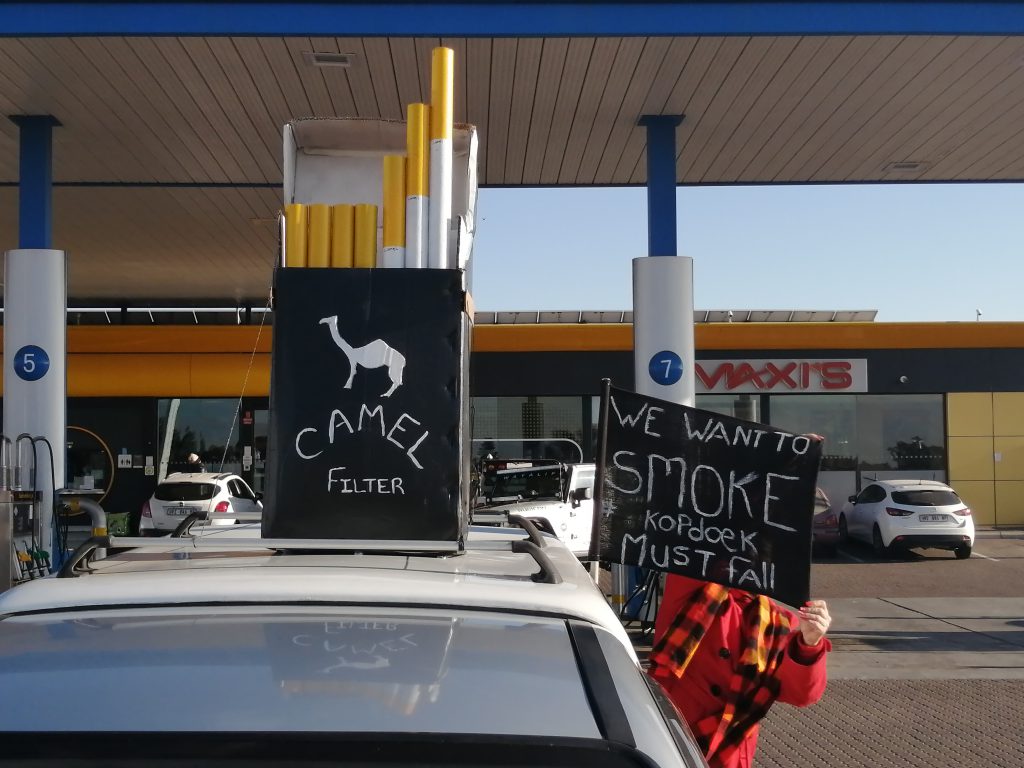 5
7
MAXI'S
CAMEL
FILTER
WE WANT TO
SMOKE
# KOPDOEK
MUST FAll